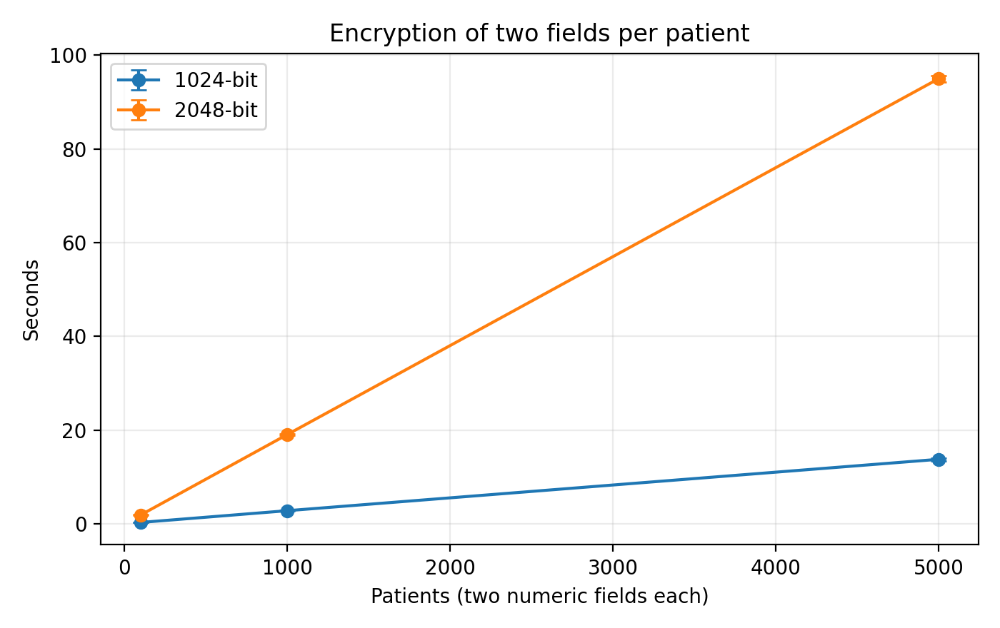 Encryption of two fields per patient
100
80
60
40
20
0
Seconds
1024-bit
2048-bit
0 1000 2000 3000 4000 5000
Patients (two numeric fields each)